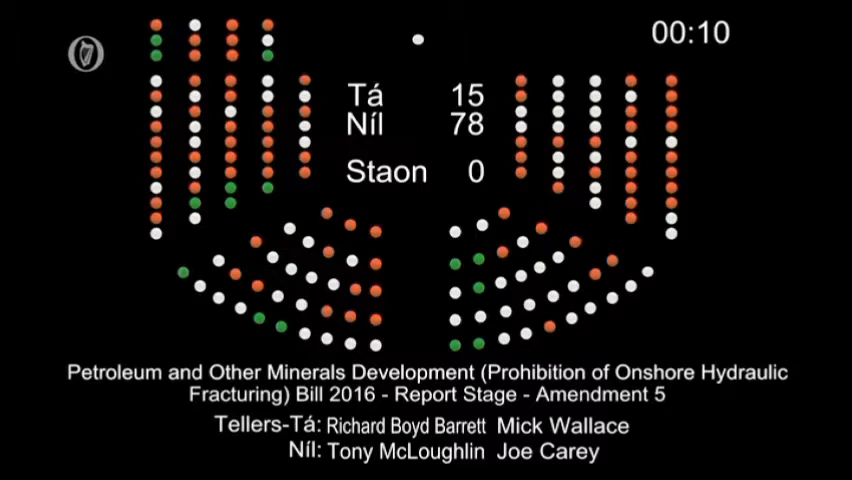 00:10
Tá 15
Níl 78
Staon 0
Petroleum and Other Minerals Development (Prohibition of Onshore Hydraulic
Fracturing) Bill 2016 - Report Stage - Amendment 5
Tellers-Tá: Richard Boyd Barrett Mick Wallace
Níl: Tony McLoughlin Joe Carey